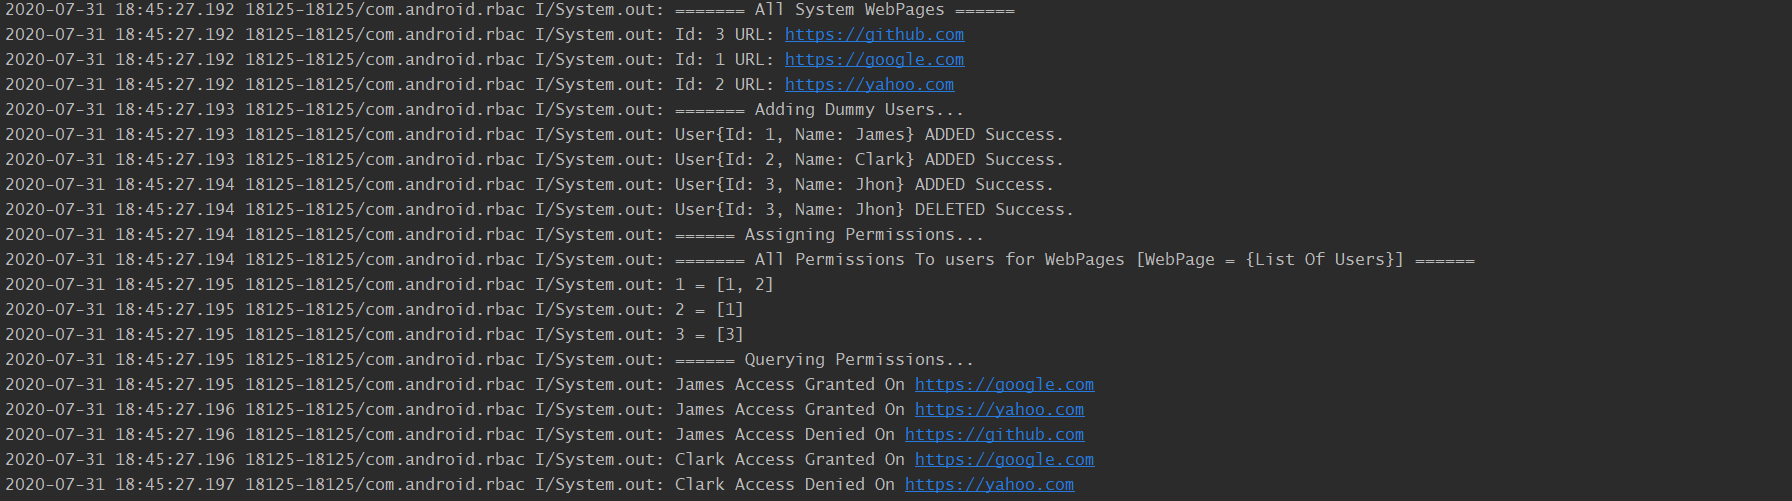 2020-07-31 18:45:27.192 18125-18125/com.android.rbac I/System.out: ======= All System WebPages ======
2020-07-31 18:45:27.192 18125-18125/com.android.rbac I/System.out: Id: 3 URL: https://github.com
2020-07-31 18:45:27.192 18125-18125/com.android.rbac I/System.out: Id: 1 URL: https://google.com
2020-07-31 18:45:27.192 18125-18125/com.android.rbac I/System.out: Id: 2 URL: https://yahoo.com
2020-07-31 18:45:27.193 18125-18125/com.android.rbac I/System.out: ======= Adding Dummy Users...
2020-07-31 18:45:27.193 18125-18125/com.android.rbac I/System.out: User{Id: 1, Name: James} ADDED Success.
2020-07-31 18:45:27.193 18125-18125/com.android.rbac I/System.out: User{Id: 2, Name: Clark} ADDED Success.
2020-07-31 18:45:27.194 18125-18125/com.android.rbac I/System.out: User{Id: 3, Name: Jhon} ADDED Success.
2020-07-31 18:45:27.194 18125-18125/com.android.rbac I/System.out: User{Id: 3, Name: Jhon} DELETED Success.
2020-07-31 18:45:27.194 18125-18125/com.android.rbac I/System.out: ====== Assigning Permissions...
2020-07-31 18:45:27.194 18125-18125/com.android.rbac I/System.out: ======= All Permissions To users for WebPages [WebPage = {List Of Users}] ======
2020-07-31 18:45:27.195 18125-18125/com.android.rbac I/System.out: 1 = [1, 2]
2020-07-31 18:45:27.195 18125-18125/com.android.rbac I/System.out: 2 = [1]
2020-07-31 18:45:27.195 18125-18125/com.android.rbac I/System.out: 3 = [3]
2020-07-31 18:45:27.195 18125-18125/com.android.rbac I/System.out: ====== Querying Permissions...
2020-07-31 18:45:27.195 18125-18125/com.android.rbac I/System.out: James Access Granted On https://google.com
2020-07-31 18:45:27.196 18125-18125/com.android.rbac I/System.out: James Access Granted On https://yahoo.com
2020-07-31 18:45:27.196 18125-18125/com.android.rbac I/System.out: James Access Denied On https://github.com
2020-07-31 18:45:27.196 18125-18125/com.android.rbac I/System.out: Clark Access Granted On https://google.com
2020-07-31 18:45:27.197 18125-18125/com.android.rbac I/System.out: Clark Access Denied On https://yahoo.com